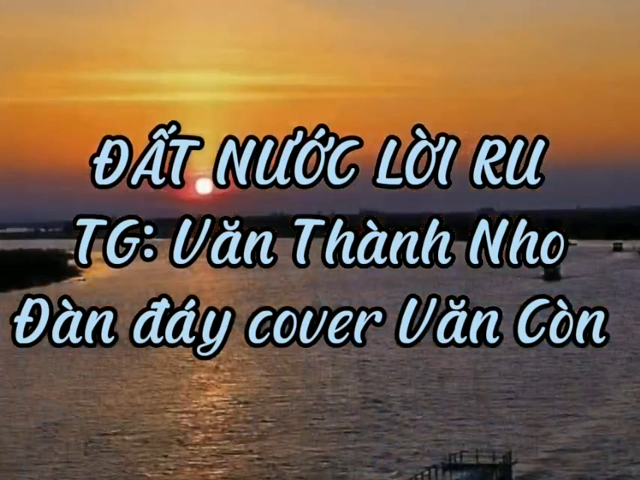 ĐẤT NƯỚC LỜI RU
TG: Văn Thành Nho
Đàn đáy cover Văn Còn